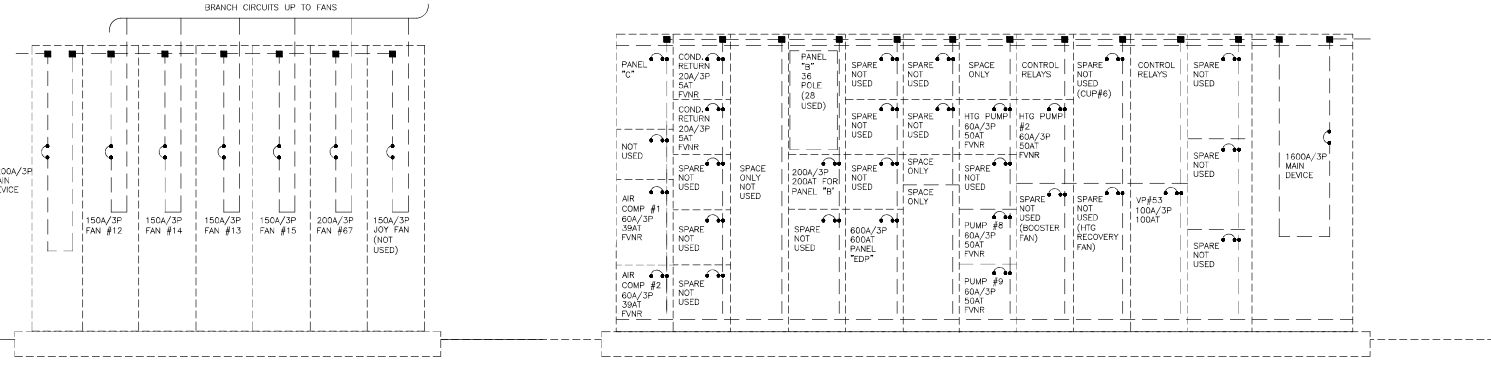 BRANCH CIRCUITS UP TO FANS
00A/3P
AIN
EVICE
150A/3P
FAN #12
150A/3P
FAN #14
150A/3P
FAN #13
150A/3P
FAN #15
200A/3P
FAN #67
150A/3P
JOY FAN
(NOT
USED)
PANEL
"C"
NOT
USED
AIR
COMP #1
60A/3P
39AT
FVNR
AIR
COMP #2
60A/3P
39AT
FVNR
COND.
RETURN
20A/3P
5AT
FVNR
COND.
RETURN
20A/3P
5AT
FVNR
SPARE
NOT
USED
SPARE
NOT
USED
SPARE
NOT
USED
SPACE
ONLY
NOT
USED
PANEL
"B"
36
POLE
(28
USED)
200A/3P
200AT FOR
PANEL "B"
SPARE
NOT
USED
SPARE
NOT
USED
SPARE
NOT
USED
SPARE
NOT
USED
600A/3P
600AT
PANEL
"EDP"
SPARE
NOT
USED
SPARE
NOT
USED
SPACE
ONLY
SPACE
ONLY
SPACE
ONLY
HTG PUMP
60A/3P
50AT
FVNR
SPARE
NOT
USED
PUMP #8
60A/3P
50AT
FVNR
PUMP #9
60A/3P
50AT
FVNR
CONTROL
RELAYS
HTG PUMP
#2
60A/3P
50AT
FVNR
SPARE
NOT
USED
(BOOSTER
FAN)
SPARE
NOT
USED
(CUP#6)
SPARE
NOT
USED
(HTG
RECOVERY
FAN)
CONTROL
RELAYS
VP#53
100A/3P
100AT
SPARE
NOT
USED
SPARE
NOT
USED
SPARE
NOT
USED
1600A/3P
MAIN
DEVICE